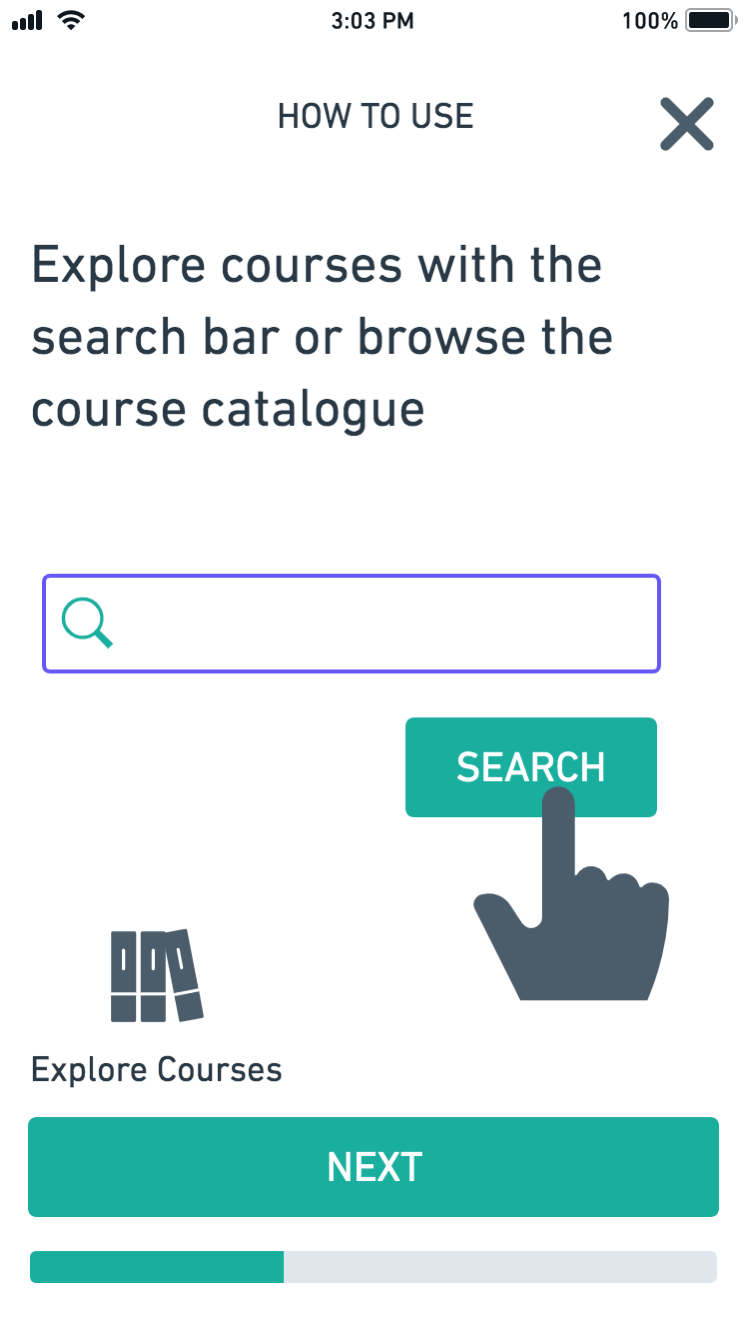 3:03 PM
100%
HOW TO USE
Explore courses with the
search bar or browse the
course catalogue
SEARCH
Explore Courses
NEXT